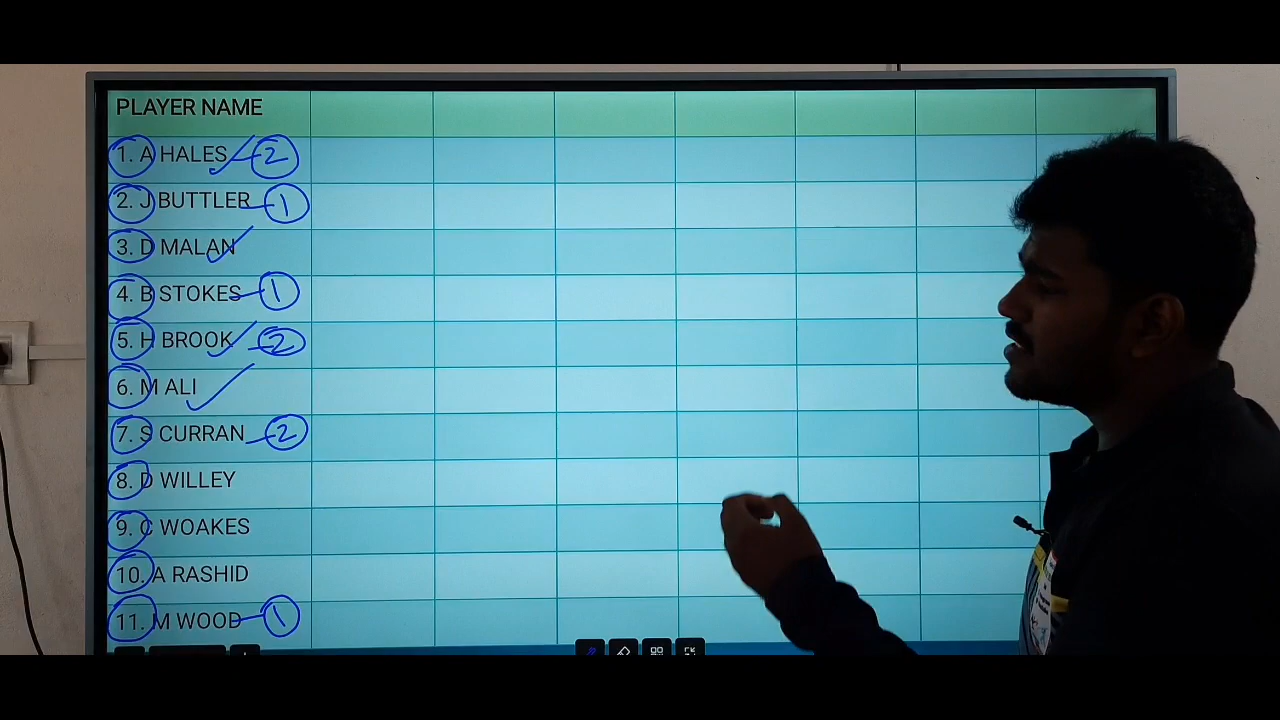 PLAYER NAME
1. A HALES 2
2. J BUTTLER 1
3. D MALAN
4. B STOKES 1
5. H BROOK 2
6. M ALI
7. S CURRAN 2
8. D WILLEY
9. C WOAKES
10. A RASHID
11. M WOOD 1